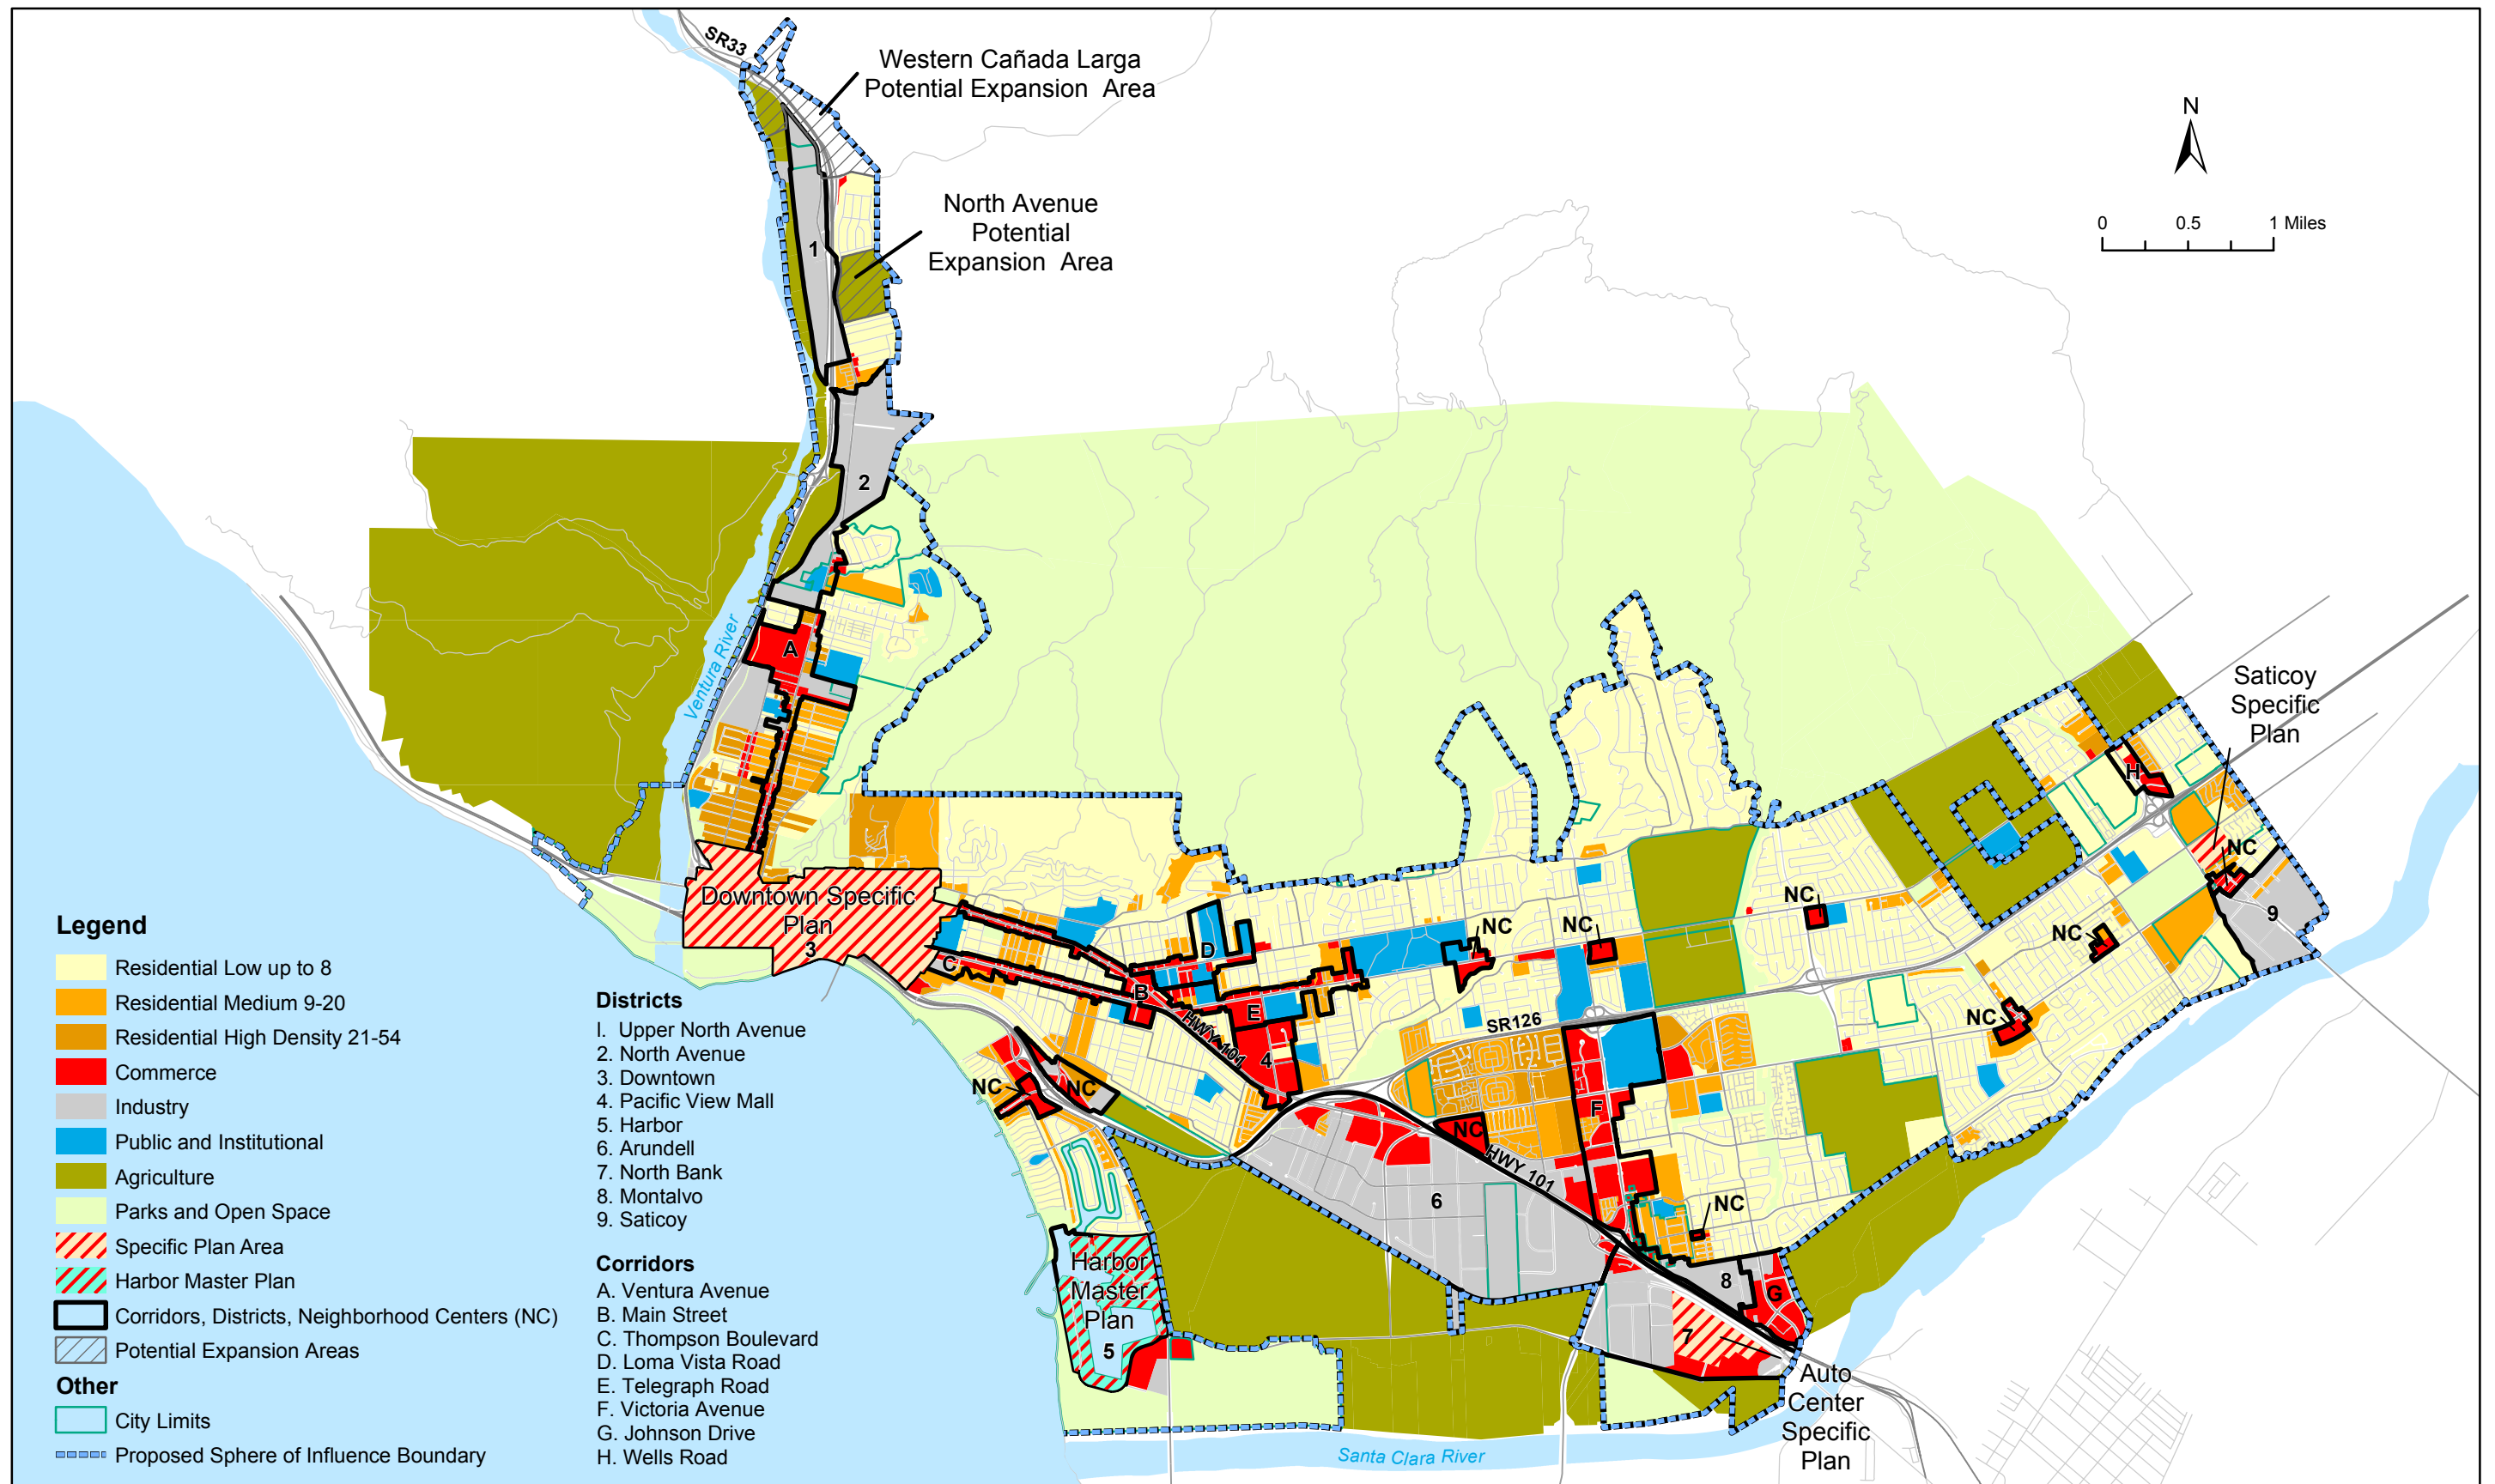 SR33
Western Cañada Larga
Potential Expansion Area
N
0 0.5 1 Miles
North Avenue
Potential
Expansion Area
1
2
A
Ventura River
Saticoy
Specific
Plan
H
NC
9
NC
NC
NC
NC
NC
D
Downtown Specific
Plan
3
C
B
E
HWY 101
4
SR126
NC
NC
F
NC
HWY 101
6
NC
8
G
7
Harbor
Master
Plan
5
Auto
Center
Specific
Plan
Santa Clara River
Legend
Residential Low up to 8
Residential Medium 9-20
Residential High Density 21-54
Commerce
Industry
Public and Institutional
Agriculture
Parks and Open Space
Specific Plan Area
Harbor Master Plan
Corridors, Districts, Neighborhood Centers (NC)
Potential Expansion Areas
Other
City Limits
Proposed Sphere of Influence Boundary
Districts
I. Upper North Avenue
2. North Avenue
3. Downtown
4. Pacific View Mall
5. Harbor
6. Arundell
7. North Bank
8. Montalvo
9. Saticoy
Corridors
A. Ventura Avenue
B. Main Street
C. Thompson Boulevard
D. Loma Vista Road
E. Telegraph Road
F. Victoria Avenue
G. Johnson Drive
H. Wells Road